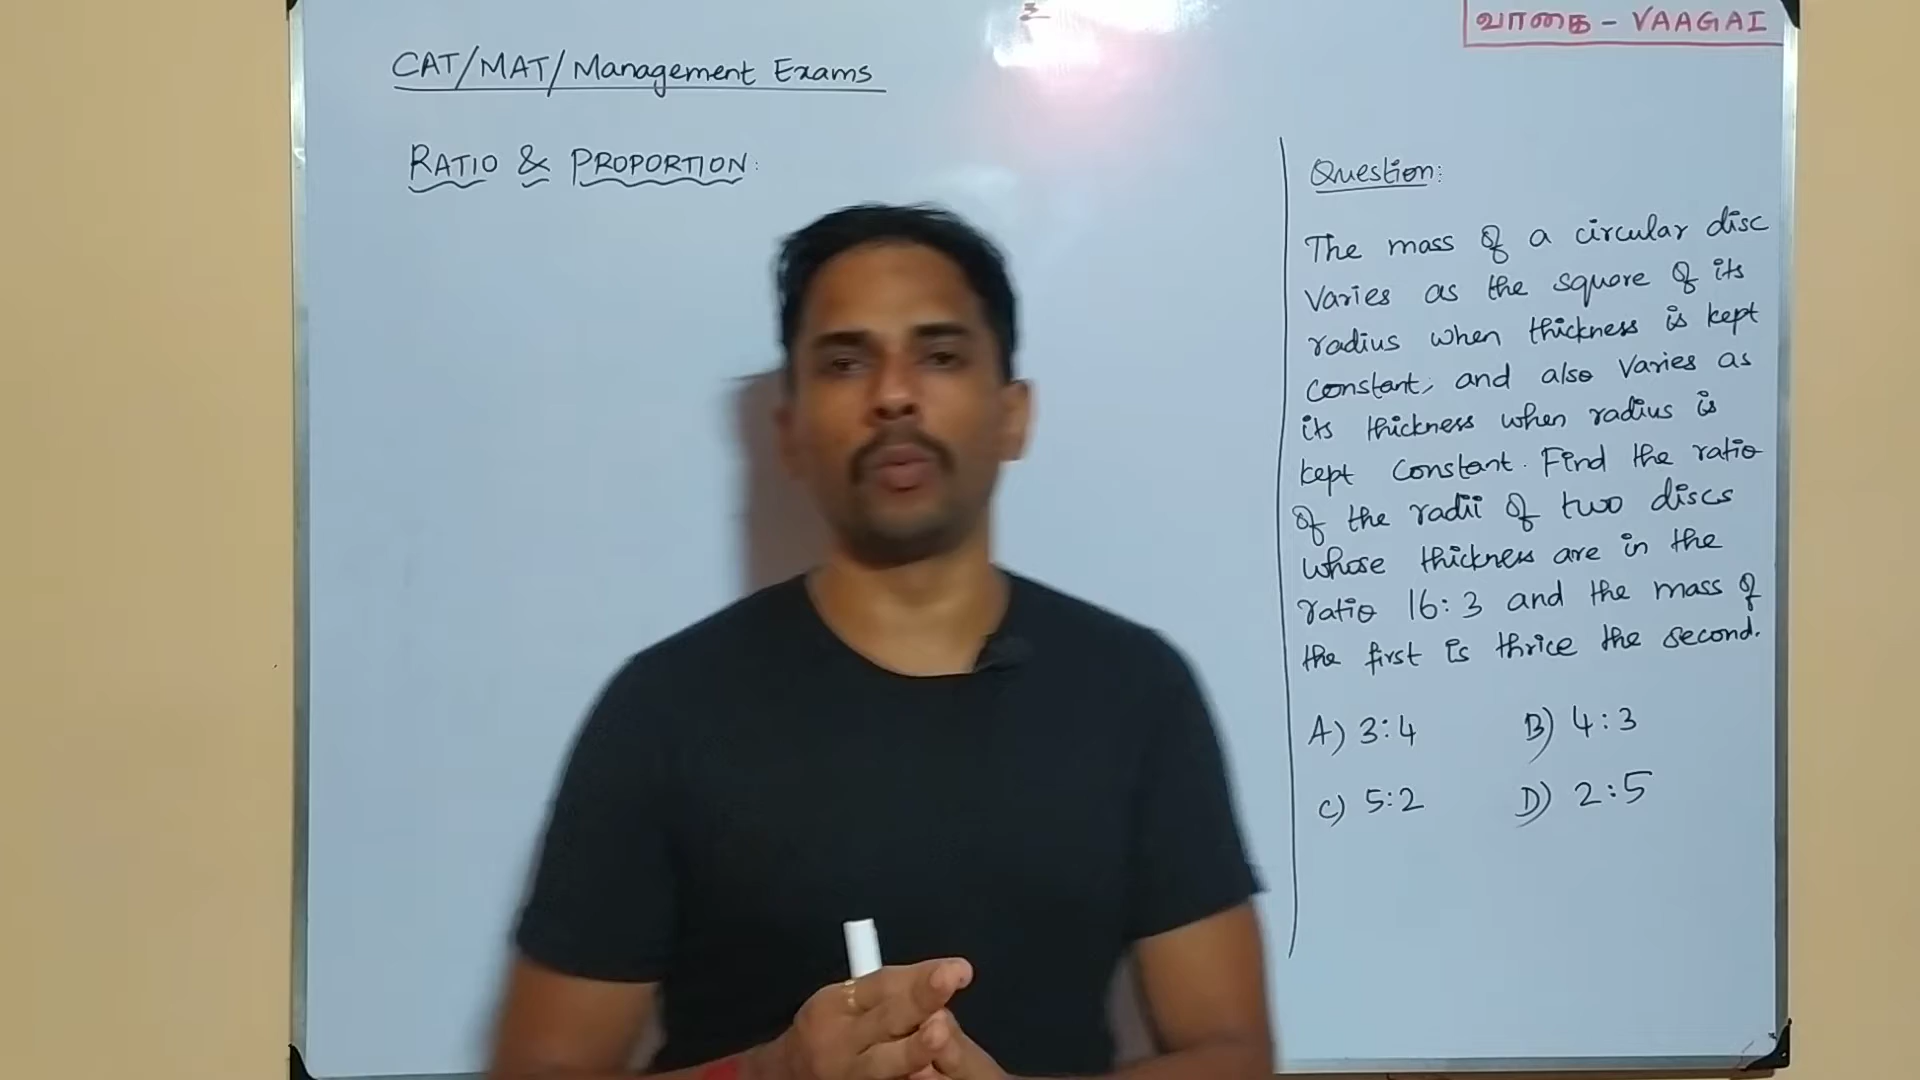 வாகை - VAAGAI
CAT/MAT/Management Exams
RATIO & PROPORTION:
Question:
The mass of a circular disc
varies as the square of its
radius when thickness is kept
constant, and also varies as
its thickness when radius is
kept constant. Find the ratio
of the radii of two discs
whose thickness are in the
ratio 16:3 and the mass of
the first is thrice the second.
A) 3:4 B) 4:3
C) 5:2 D) 2:5